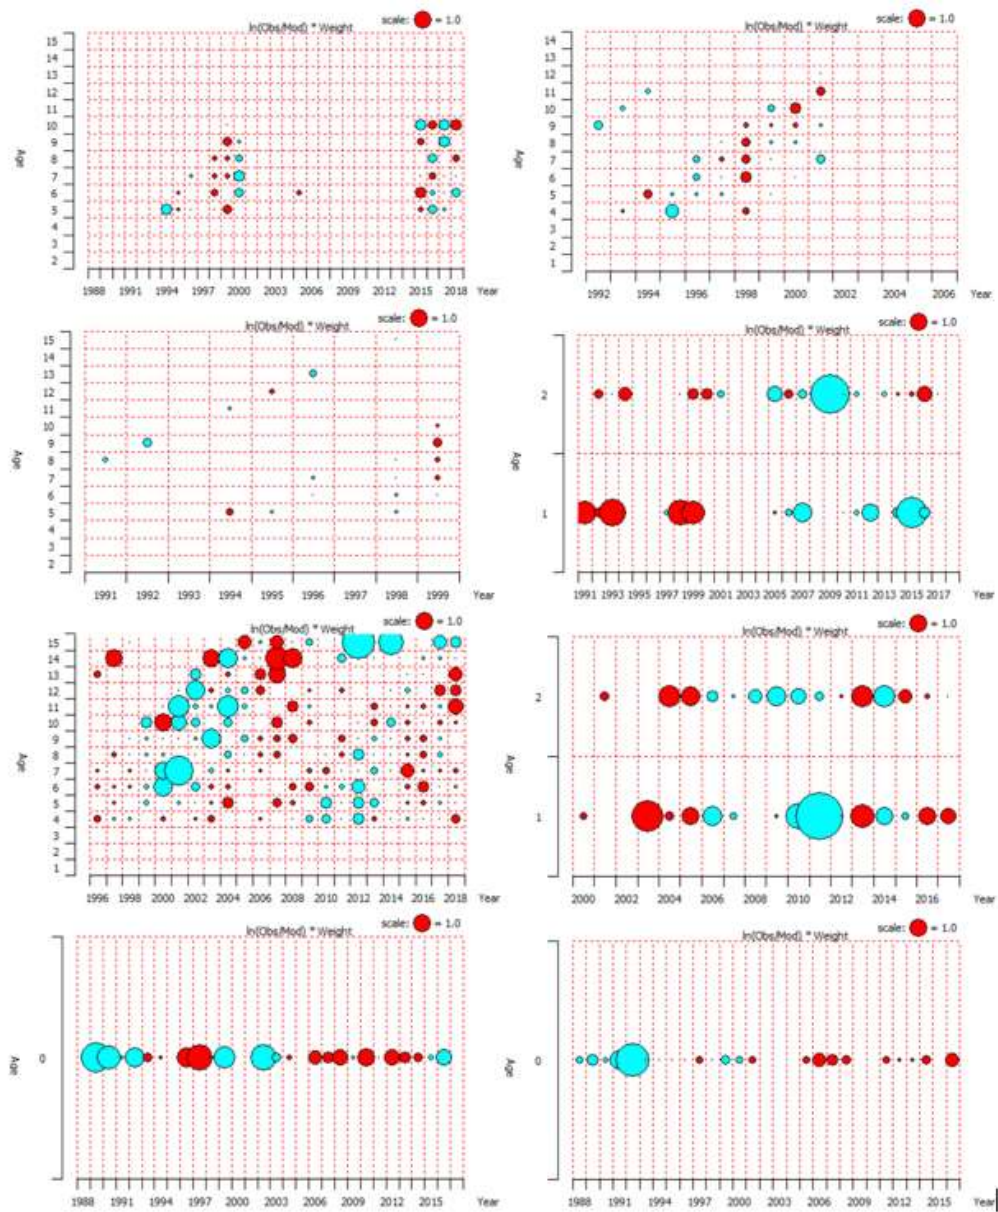 scale: = 1.0
ln(Obs/Mod) * Weight
15
14
13
12
11
10
9
8
7
6
5
4
3
2
Age
1988 1991 1994 1997 2000 2003 2006 2009 2012 2015 2018 Year
scale: = 1.0
ln(Obs/Mod) * Weight
14
13
12
11
10
9
8
7
6
5
4
3
2
1
Age
1992 1994 1996 1998 2000 2002 2004 2006 Year
scale: = 1.0
ln(Obs/Mod) * Weight
15
14
13
12
11
10
9
8
7
6
5
4
3
2
Age
1991 1992 1993 1994 1995 1996 1997 1998 1999 Year
scale: = 1.0
ln(Obs/Mod) * Weight
2
1
Age
1991 1993 1995 1997 1999 2001 2003 2005 2007 2009 2011 2013 2015 2017 Year
scale: = 1.0
ln(Obs/Mod) * Weight
15
14
13
12
11
10
9
8
7
6
5
4
3
2
1
Age
1996 1998 2000 2002 2004 2006 2008 2010 2012 2014 2016 2018 Year
scale: = 1.0
ln(Obs/Mod) * Weight
2
1
Age
2000 2002 2004 2006 2008 2010 2012 2014 2016 Year
scale: = 1.0
ln(Obs/Mod) * Weight
0
Age
1988 1991 1994 1997 2000 2003 2006 2009 2012 2015 Year
scale: = 1.0
ln(Obs/Mod) * Weight
0
Age
1988 1991 1994 1997 2000 2003 2006 2009 2012 2015 Year